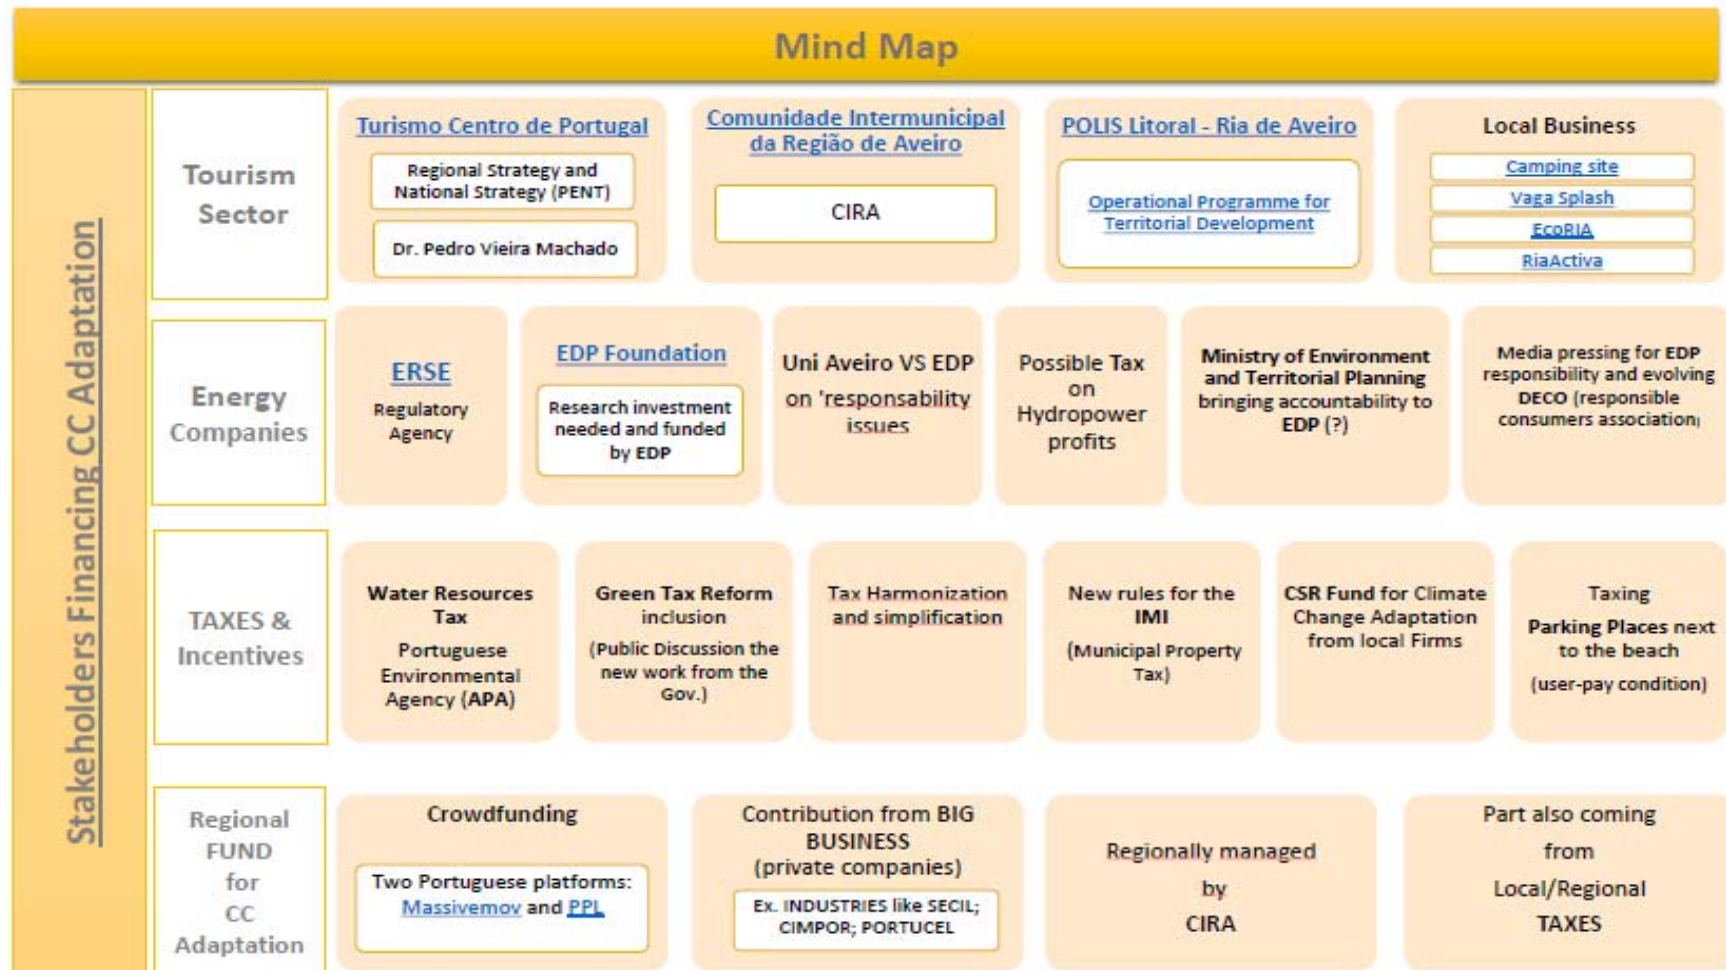 Mind Map
Stakeholders Financing CC Adaptation
Tourism
Sector
Turismo Centro de Portugal
Regional Strategy and
National Strategy (PENT)
Dr. Pedro Vieira Machado
Comunidade Intermunicipal
da Região de Aveiro
CIRA
POLIS Litoral - Ria de Aveiro
Operational Programme for
Territorial Development
Local Business
Camping site
Vaga Splash
EcoRIA
RiaActiva
Energy
Companies
ERSE
Regulatory
Agency
EDP Foundation
Research investment
needed and funded
by EDP
Uni Aveiro VS EDP
on 'responsability
issues
Possible Tax
on
Hydropower
profits
Ministry of Environment
and Territorial Planning
bringing accountability to
EDP (?)
Media pressing for EDP
responsibility and evolving
DECO (responsible
consumers association)
TAXES &
Incentives
Water Resources
Tax
Portuguese
Environmental
Agency (APA)
Green Tax Reform
inclusion
(Public Discussion the
new work from the
Gov.)
Tax Harmonization
and simplification
New rules for the
IMI
(Municipal Property
Tax)
CSR Fund for Climate
Change Adaptation
from local Firms
Taxing
Parking Places next
to the beach
(user-pay condition)
Regional
FUND
for
CC
Adaptation
Crowdfunding
Two Portuguese platforms:
Massivemov and PPL
Contribution from BIG
BUSINESS
(private companies)
Ex. INDUSTRIES like SECIL;
CIMPOR; PORTUCEL
Regionally managed
by
CIRA
Part also coming
from
Local/Regional
TAXES